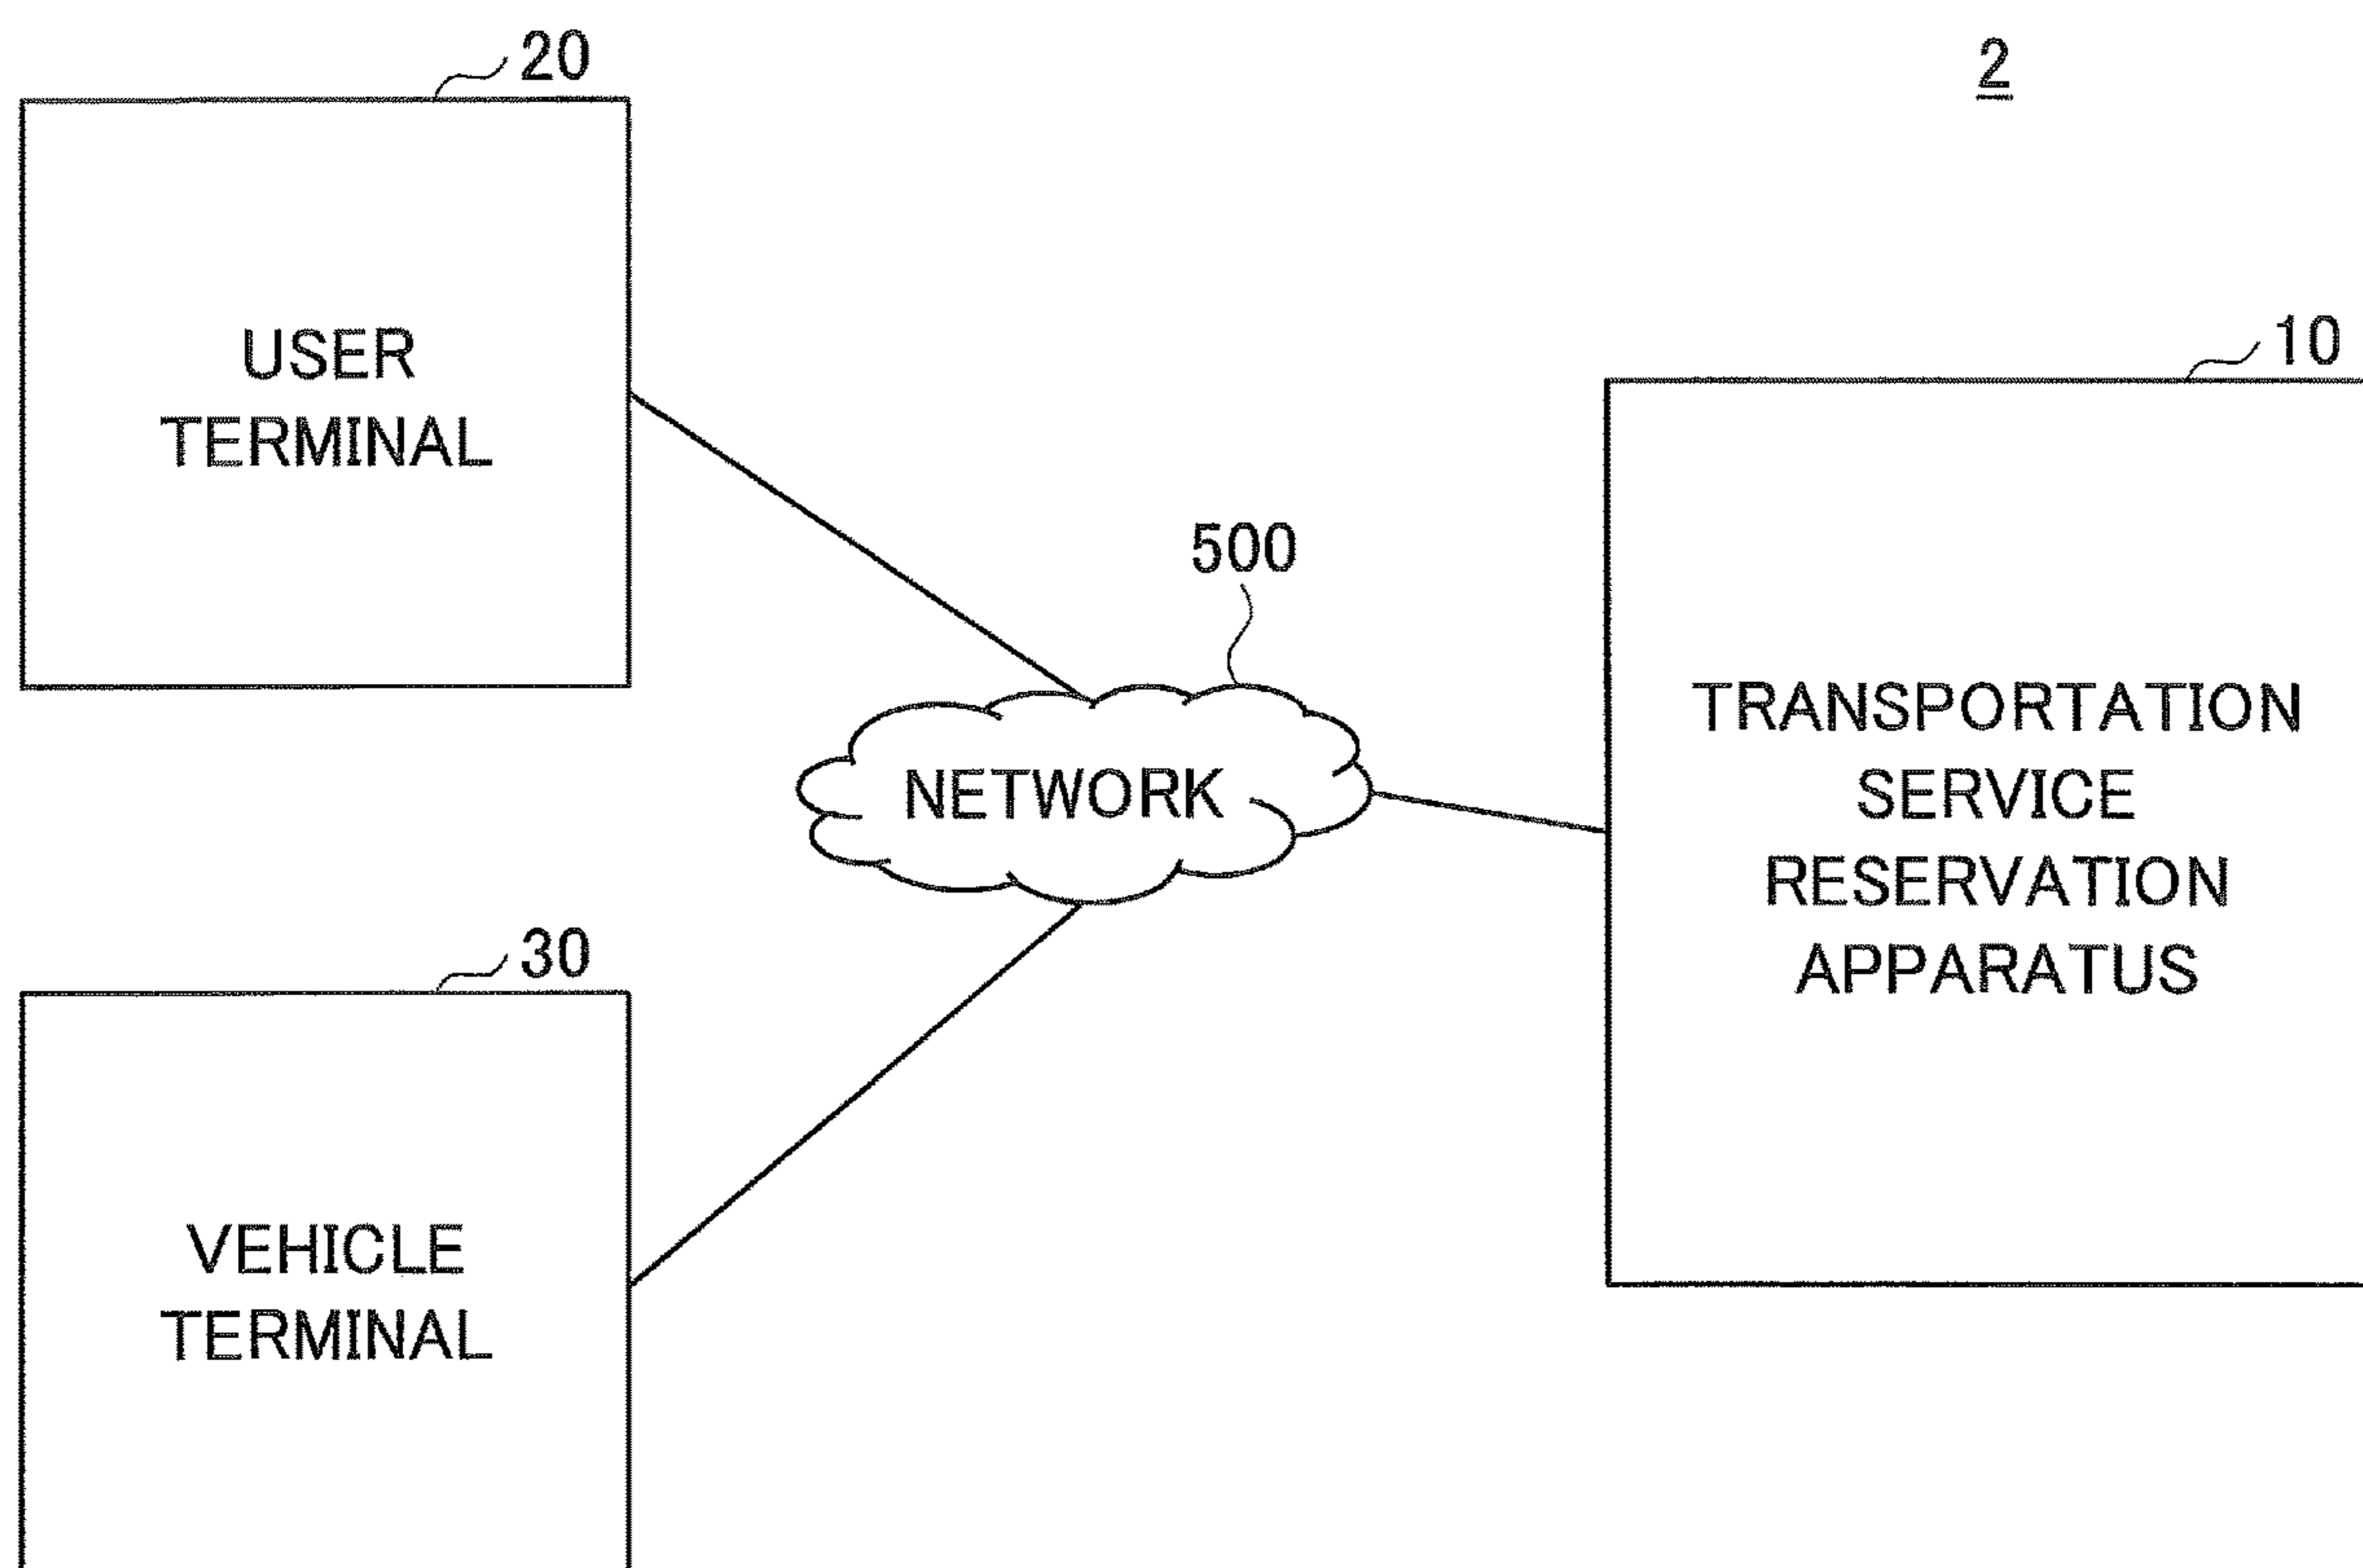 20
2
USER
TERMINAL
10
500
NETWORK
TRANSPORTATION
SERVICE
RESERVATION
APPARATUS
30
VEHICLE
TERMINAL